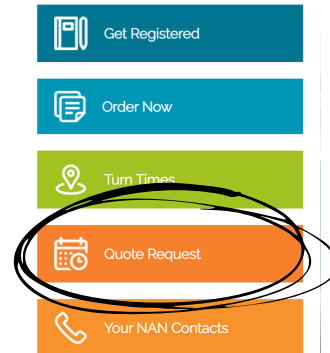 Get Registered
Order Now
Turn Times
Quote Request
Your NAN Contacts